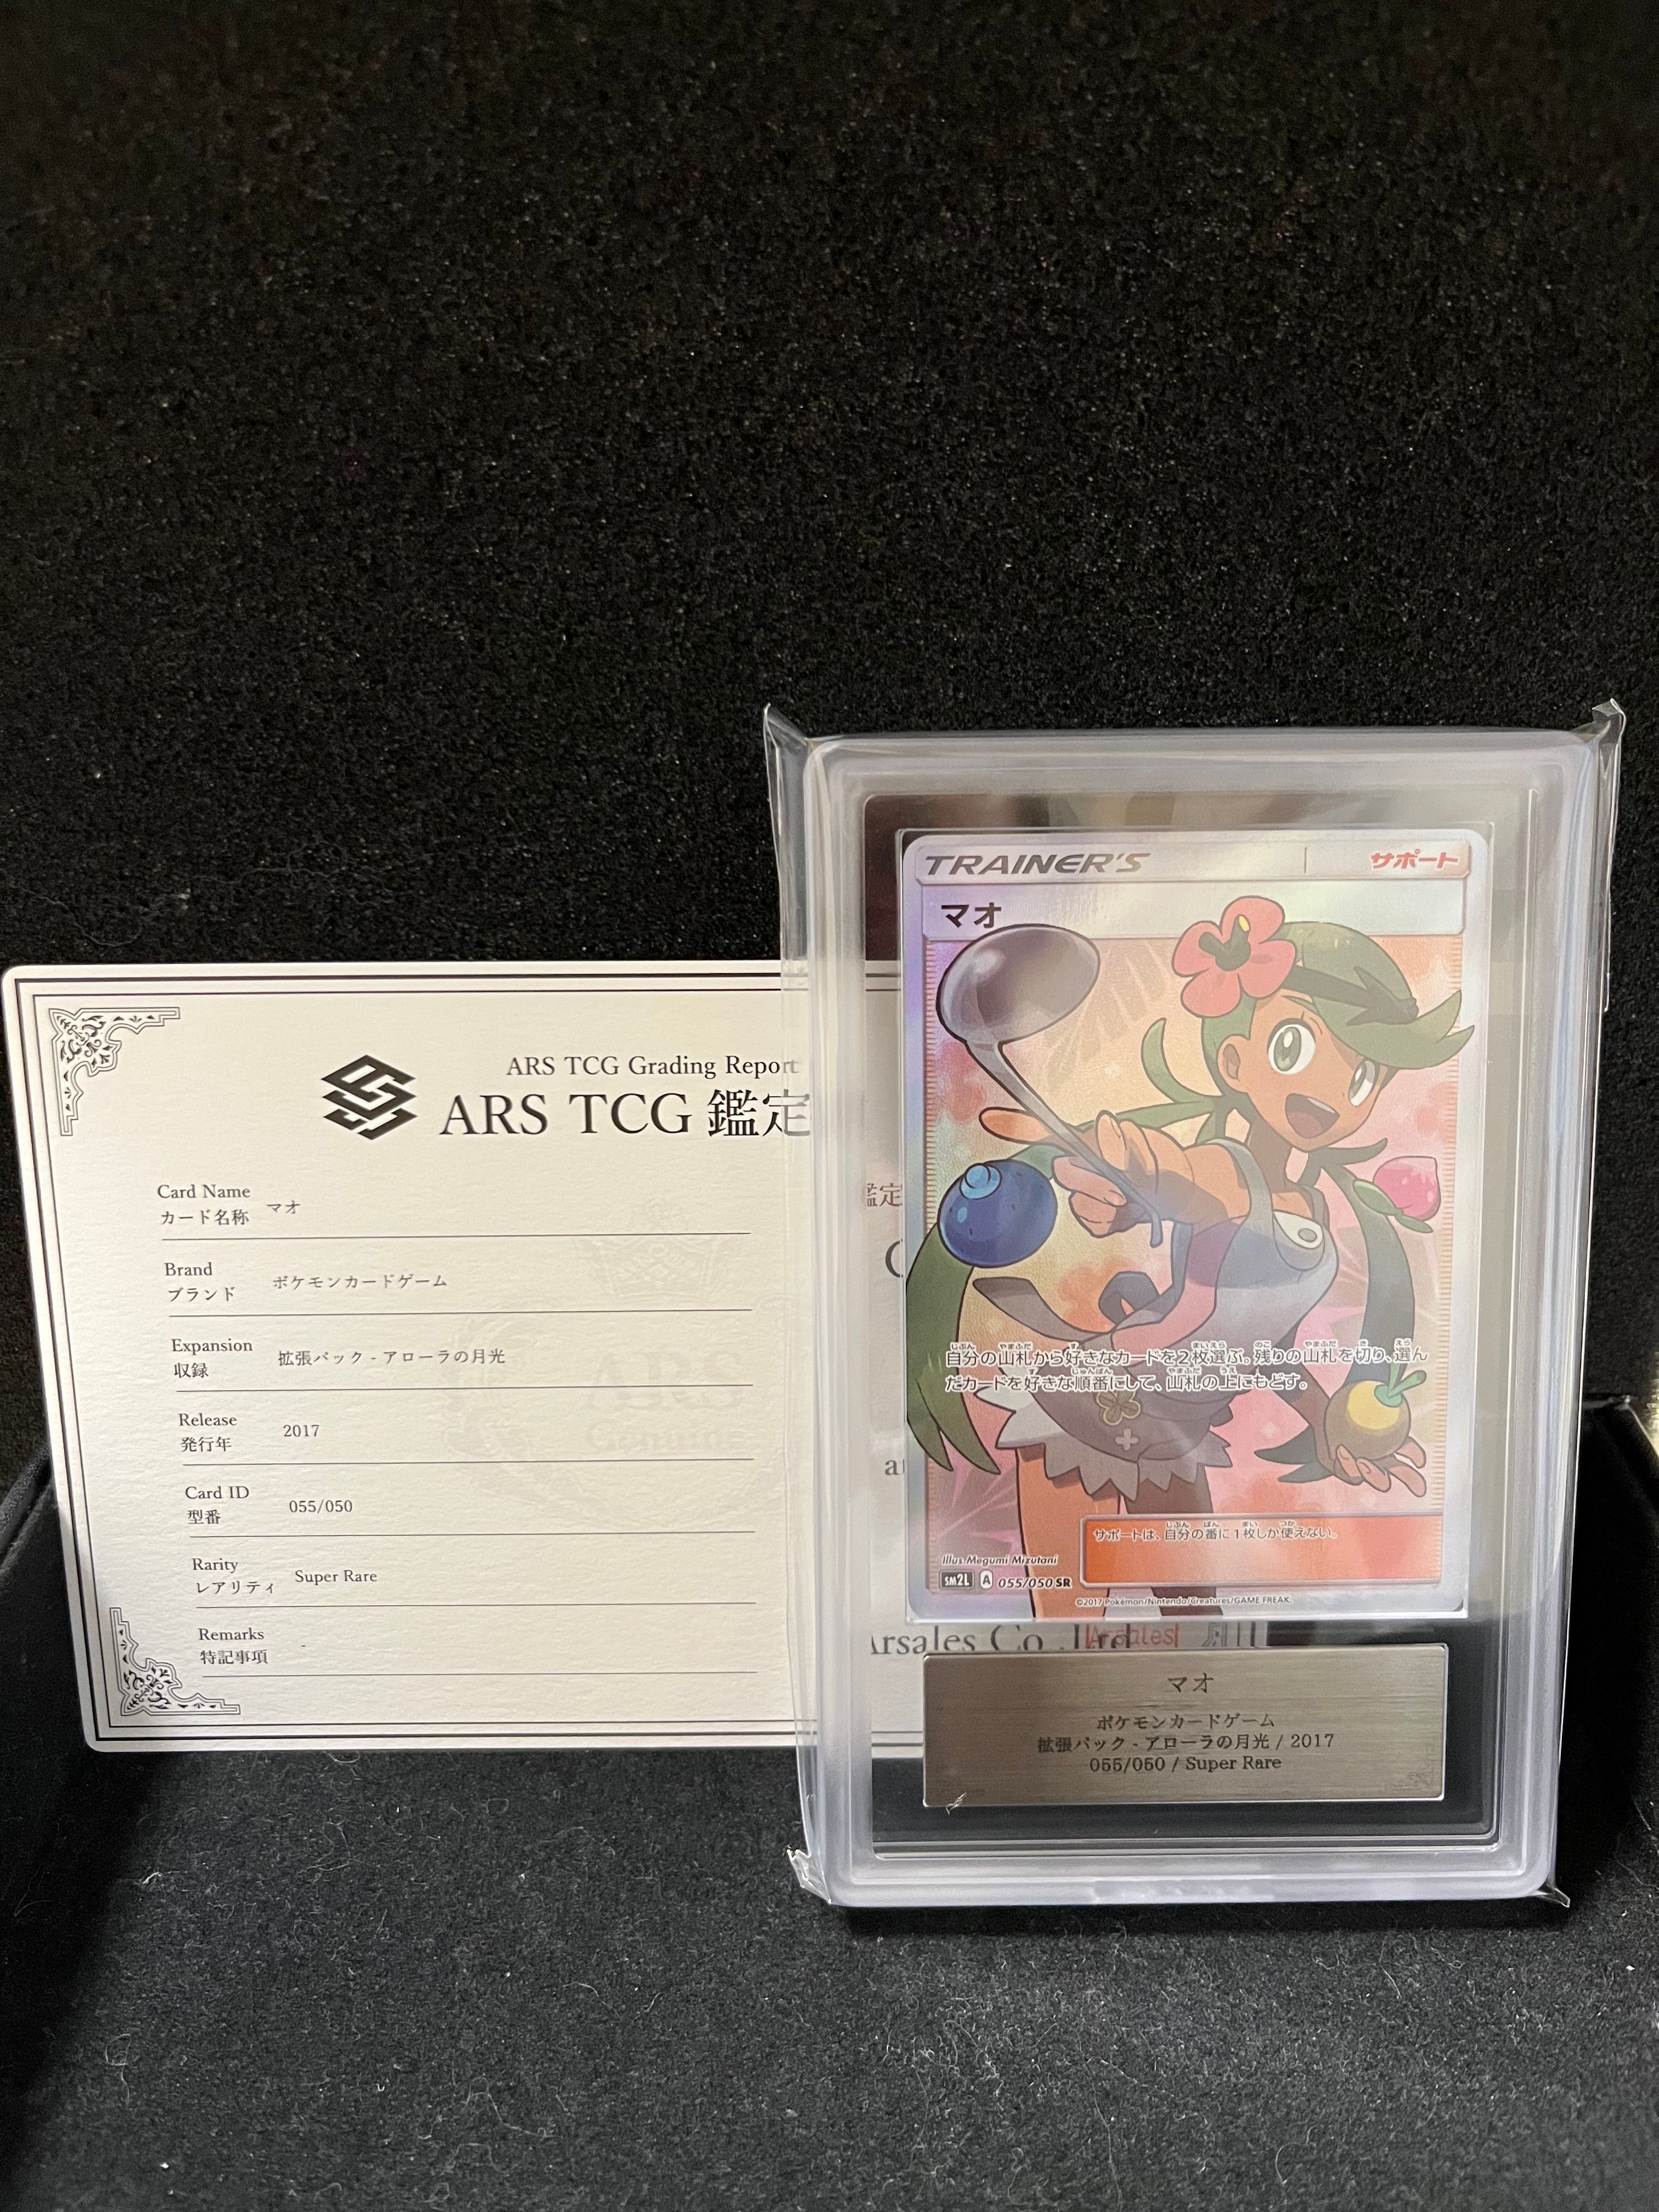 ARS TCG Grading Report
ARS TCG 鑑定
Card Name
カード名称
マオ
Brand
ブランド
ポケモンカードゲーム
Expansion
収録
拡張パック - アローラの月光
Release
発行年
2017
Card ID
型番
055/050
Rarity
レアリティ
Super Rare
Remarks
特記事項
-
TRAINER'S
サポート
マオ
自分の山札から好きなカードを2枚選ぶ。残りの山札を切り、選ん
だカードを好きな順番にして、山札の上にもどす。
サポートは、自分の番に1枚しか使えない。
Illus. Megumi Mizutani
SM2L A 055/050 SR
©2017 Pokémon/Nintendo/Creatures/GAME FREAK.
Arsales Co.,Ltd
Arsales
マオ
ポケモンカードゲーム
拡張パック - アローラの月光 / 2017
055/050 / Super Rare